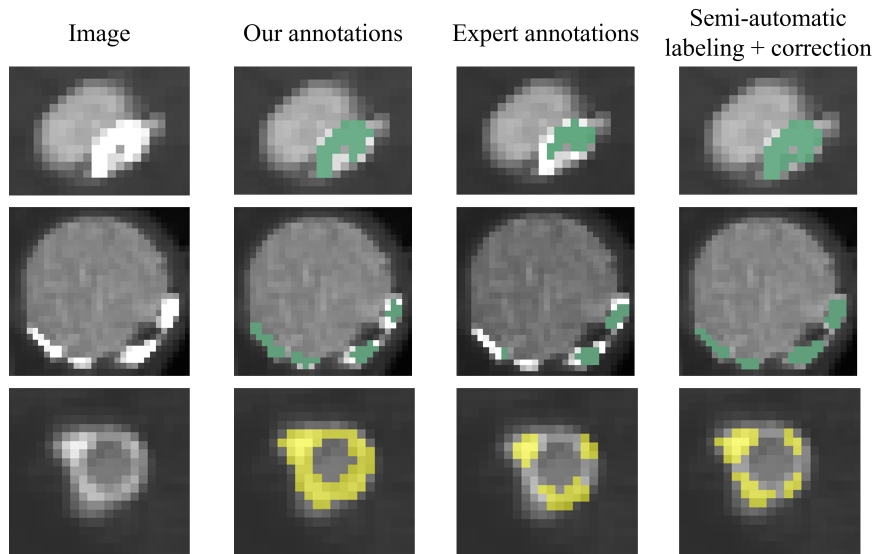 Image
Our annotations
Expert annotations
Semi-automatic
labeling + correction